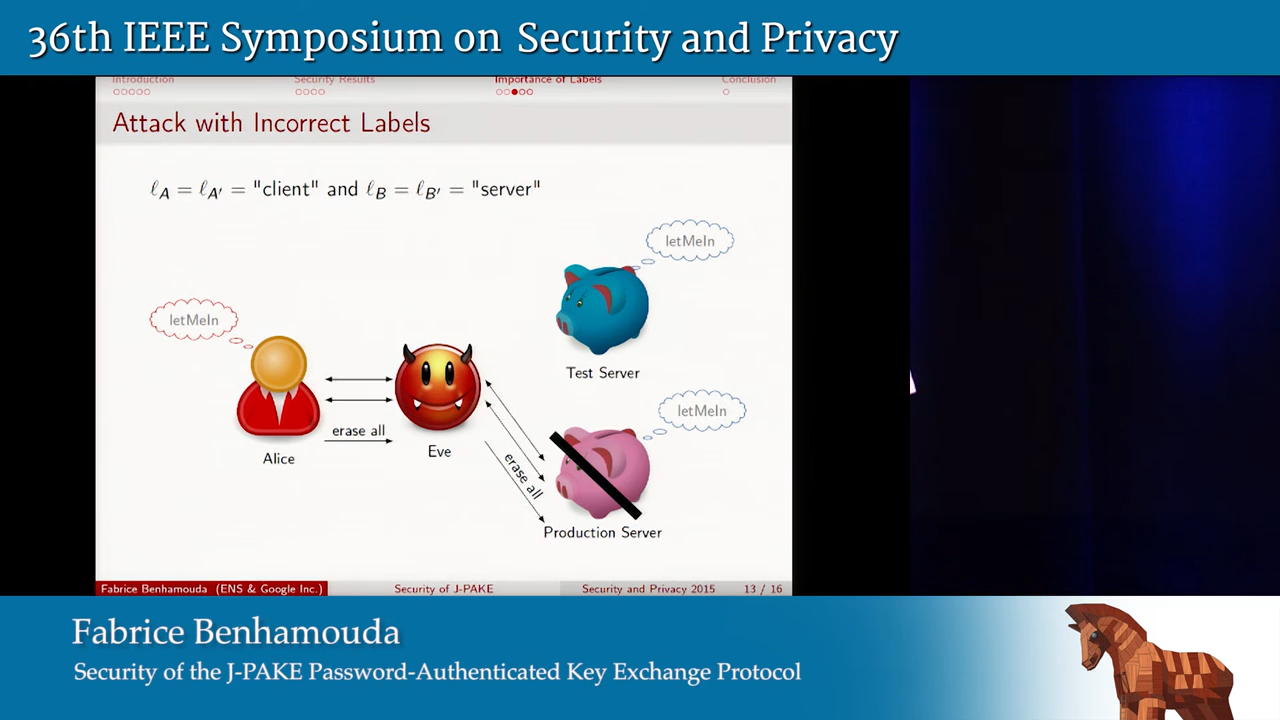 36th IEEE Symposium on Security and Privacy
Introduction Security Results Importance of Labels Conclusion
Attack with Incorrect Labels
ℓA = ℓA′ = "client" and ℓB = ℓB′ = "server"
letMeIn
Test Server
letMeIn
erase all
Alice
Eve
letMeIn
erase all
Production Server
Fabrice Benhamouda (ENS & Google Inc.) Security of J-PAKE Security and Privacy 2015 13 / 16
Fabrice Benhamouda
Security of the J-PAKE Password-Authenticated Key Exchange Protocol